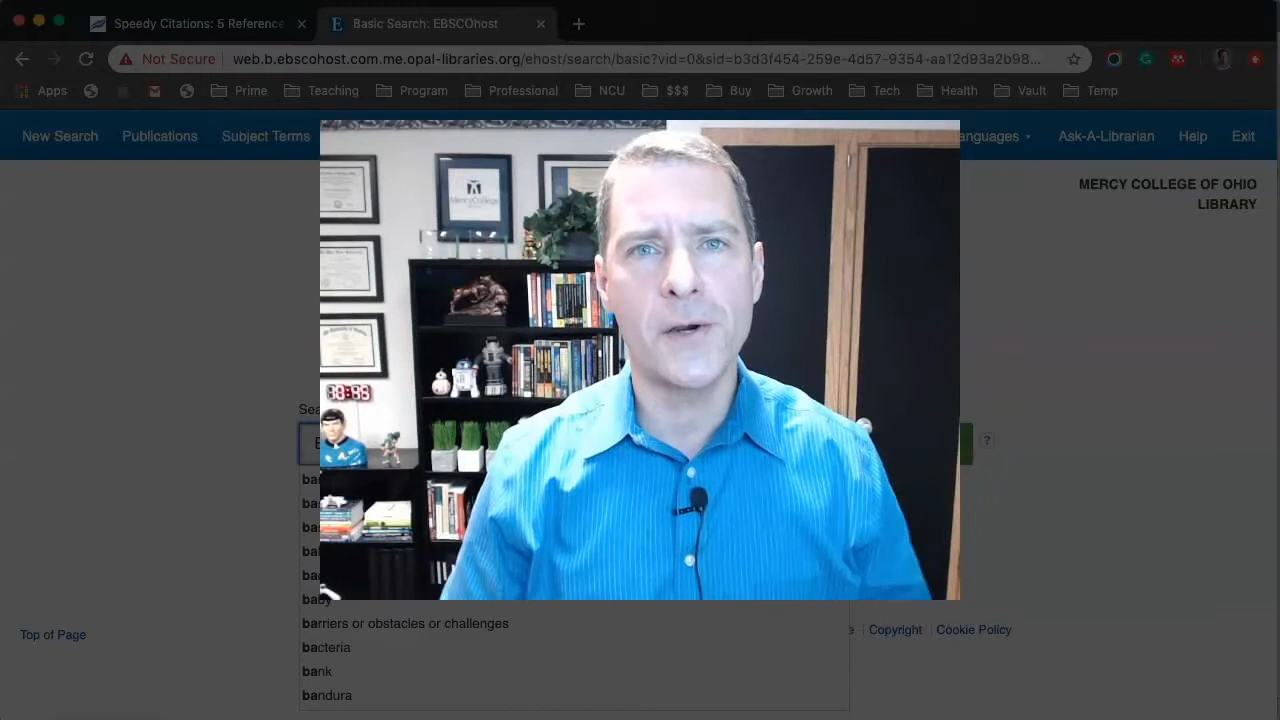 Speedy Citations: 5 Reference
Basic Search: EBSCOhost
Not Secure
web.b.ebscohost.com.me.opal-libraries.org/ehost/search/basic?vid=0&sid=b3d3f454-259e-4d57-9354-aa12d93a2b98...
Apps
Prime
Teaching
Program
Professional
NCU
$$$
Buy
Growth
Tech
Health
Vault
Temp
New Search
Publications
Subject Terms
anguages
Ask-A-Librarian
Help
Exit
MERCY COLLEGE OF OHIO
LIBRARY
MercyCollege
Sea
ba
baby
barriers or obstacles or challenges
bacteria
bank
bandura
Top of Page
Copyright
Cookie Policy